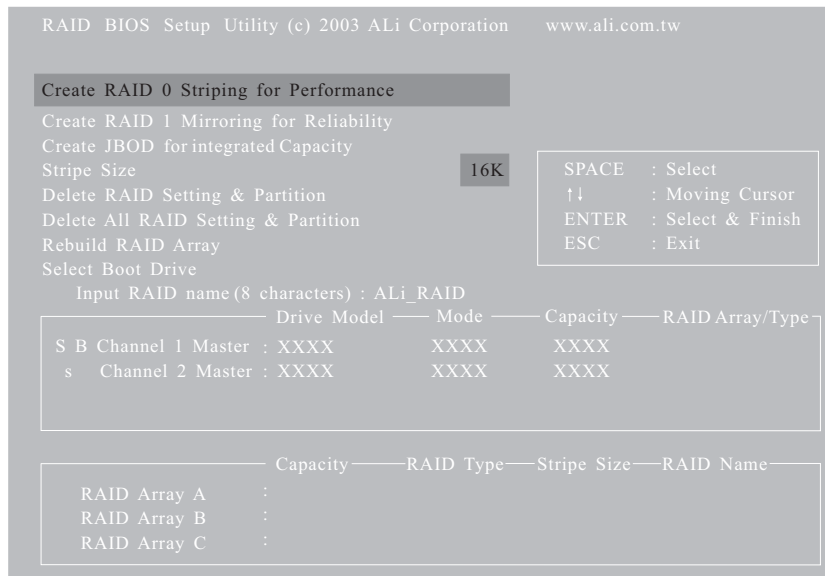 RAID BIOS Setup Utility (c) 2003 ALi Corporation www.ali.com.tw
Create RAID 0 Striping for Performance
Create RAID 1 Mirroring for Reliability
Create JBOD for integrated Capacity
Stripe Size 16K
Delete RAID Setting & Partition
Delete All RAID Setting & Partition
Rebuild RAID Array
Select Boot Drive
SPACE : Select
↑↓ : Moving Cursor
ENTER : Select & Finish
ESC : Exit
Input RAID name (8 characters) : ALi_RAID
Drive Model Mode Capacity RAID Array/Type
S B Channel 1 Master : XXXX XXXX XXXX
s Channel 2 Master : XXXX XXXX XXXX
Capacity RAID Type Stripe Size RAID Name
RAID Array A :
RAID Array B :
RAID Array C :